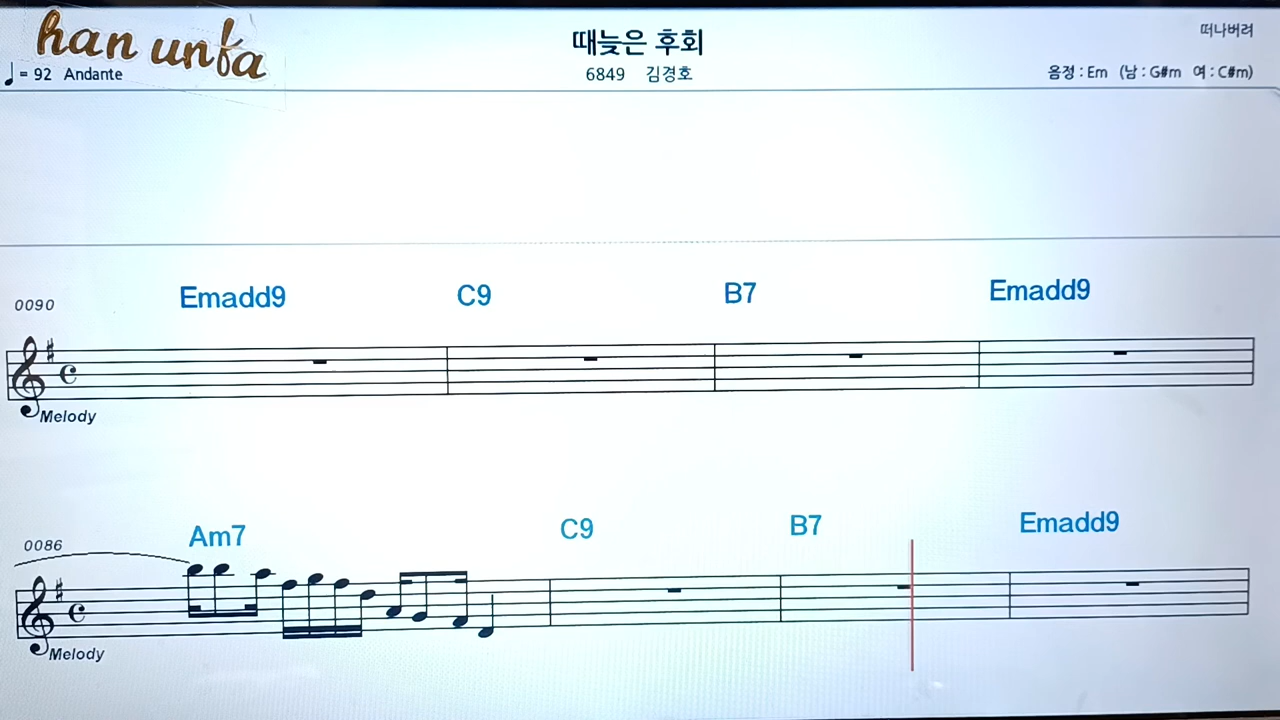 han unfa
때늦은 후회
떠나버려
♩= 92 Andante
6849 김경호
음정 : Em (남 : G#m 여 : C#m)
0090
Emadd9 C9 B7 Emadd9
Melody
0086
Am7 C9 B7 Emadd9
Melody